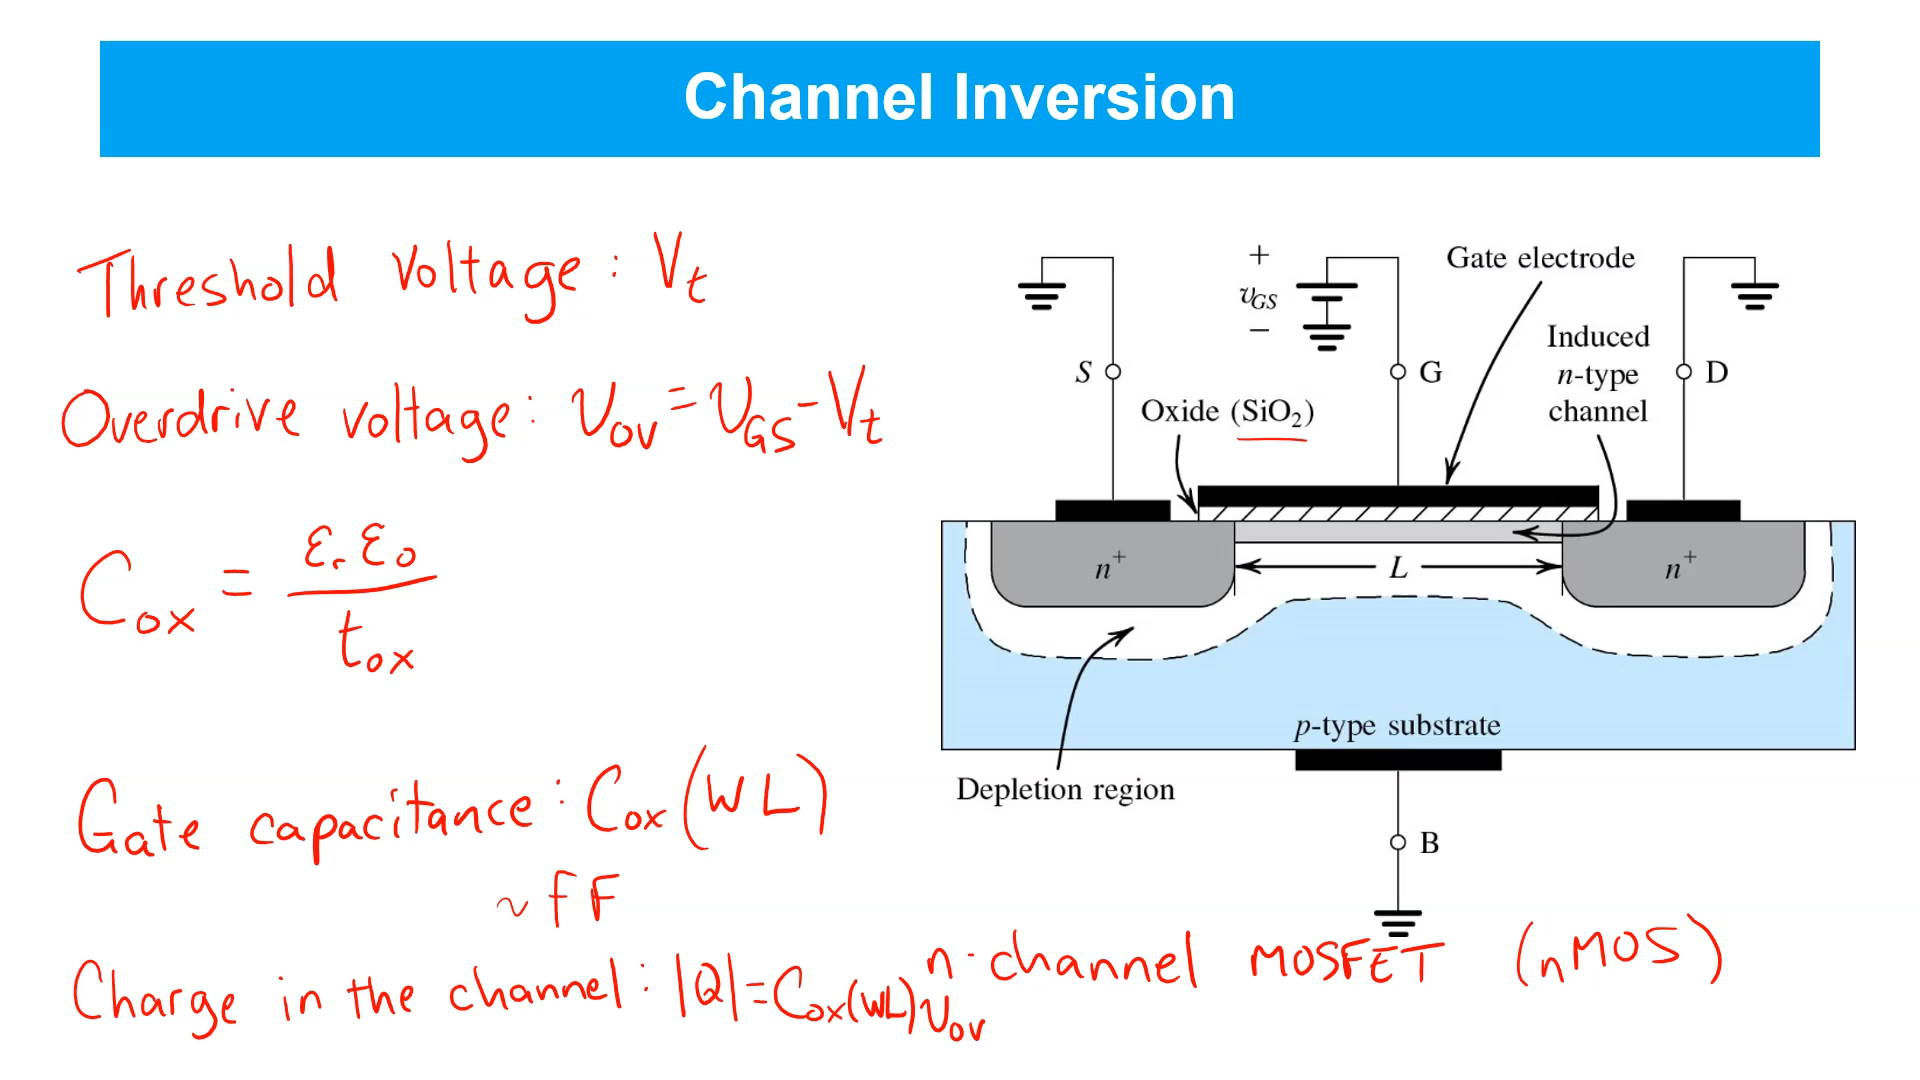 Channel Inversion
Threshold voltage: Vt
Overdrive voltage: vOV = vGS - Vt
Cox = εrε0 / tox
Gate capacitance: Cox (WL)
~ fF
Charge in the channel: |Q| = Cox(WL)vOV
n-channel MOSFET (nMOS)
+
vGS
−
Gate electrode
Induced
n-type
channel
S
G
D
Oxide (SiO2)
n+
L
n+
p-type substrate
Depletion region
B